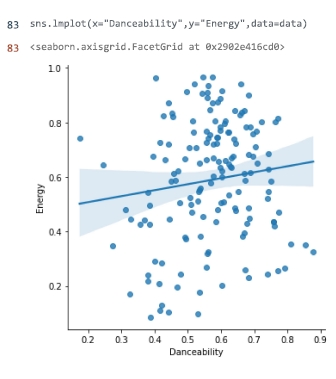 83 sns.lmplot(x="Danceability",y="Energy",data=data)
83 <seaborn.axisgrid.FacetGrid at 0x2902e416cd0>
1.0
0.8
0.6
0.4
0.2
Energy
0.2 0.3 0.4 0.5 0.6 0.7 0.8 0.9
Danceability